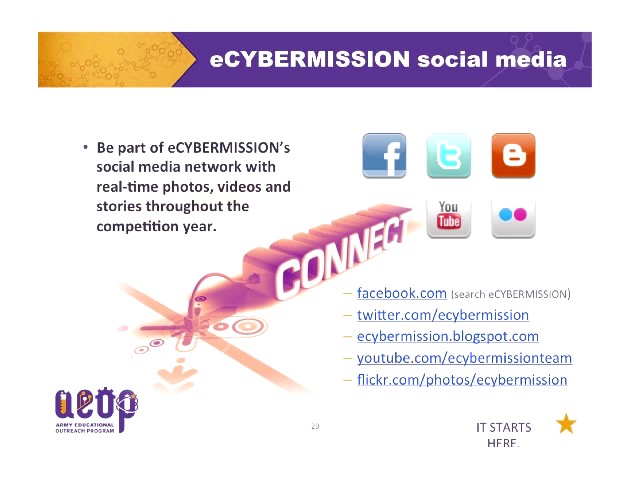 eCYBERMISSION social media
• Be part of eCYBERMISSION’s
social media network with
real-time photos, videos and
stories throughout the
competition year.
f
t
B
You
Tube
CONNECT
– facebook.com (search eCYBERMISSION)
– twitter.com/ecybermission
– ecybermission.blogspot.com
– youtube.com/ecybermissionteam
– flickr.com/photos/ecybermission
aeop
ARMY EDUCATIONAL
OUTREACH PROGRAM
29
IT STARTS
HERE.